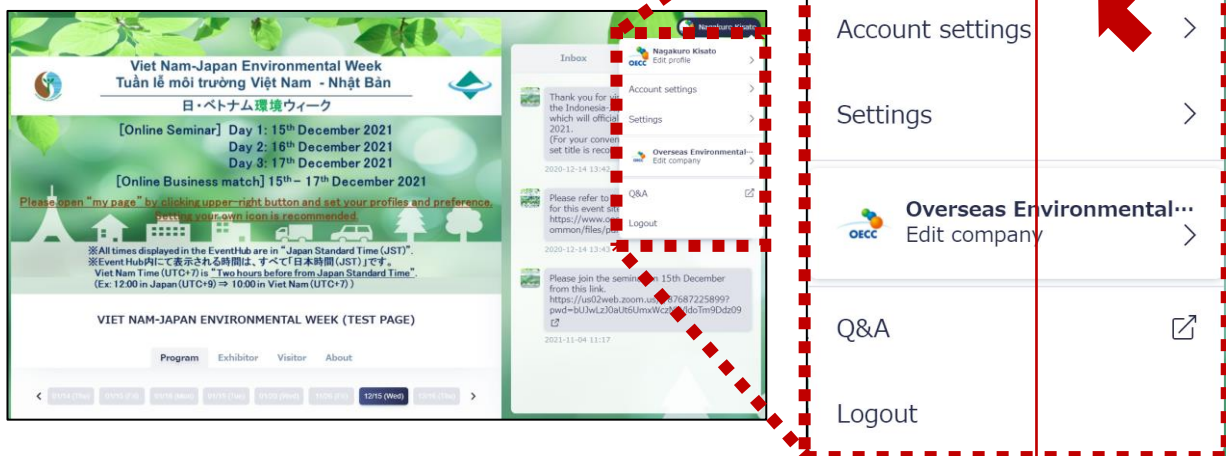 Viet Nam-Japan Environmental Week
Tuần lễ môi trường Việt Nam - Nhật Bản
日・ベトナム環境ウィーク
[Online Seminar] Day 1: 15th December 2021
Day 2: 16th December 2021
Day 3: 17th December 2021
[Online Business match] 15th – 17th December 2021
Please open "my page" by clicking upper-right button and set your profiles and preference.
Setting your own icon is recommended.
※All times displayed in the EventHub are in "Japan Standard Time (JST)".
※EventHub内にて表示される時間は、すべて「日本時間(JST)」です。
Viet Nam Time (UTC+7) is "Two hours before from Japan Standard Time".
(Ex: 12:00 in Japan (UTC+9) ⇒ 10:00 in Viet Nam (UTC+7))
VIET NAM-JAPAN ENVIRONMENTAL WEEK (TEST PAGE)
Program Exhibitor Visitor About
12/15 (Wed)
Nagakuro Kisato
Inbox
Thank you for
the Indonesia-
which will official
2021.
(For your conven
set title is reco
2020-12-14 13:42
Please refer to
for this event sit
https://www.oe
ommon/files/p
2020-12-14 13:43
Please join the seminar on 15th December
from this link.
https://us02web.zoom.us
2021-11-04 11:17
OECC
Nagakuro Kisato
Edit profile
Account settings
Settings
Overseas Environmental…
Edit company
Q&A
Logout
Account settings
Settings
OECC
Overseas Environmental…
Edit company
Q&A
Logout